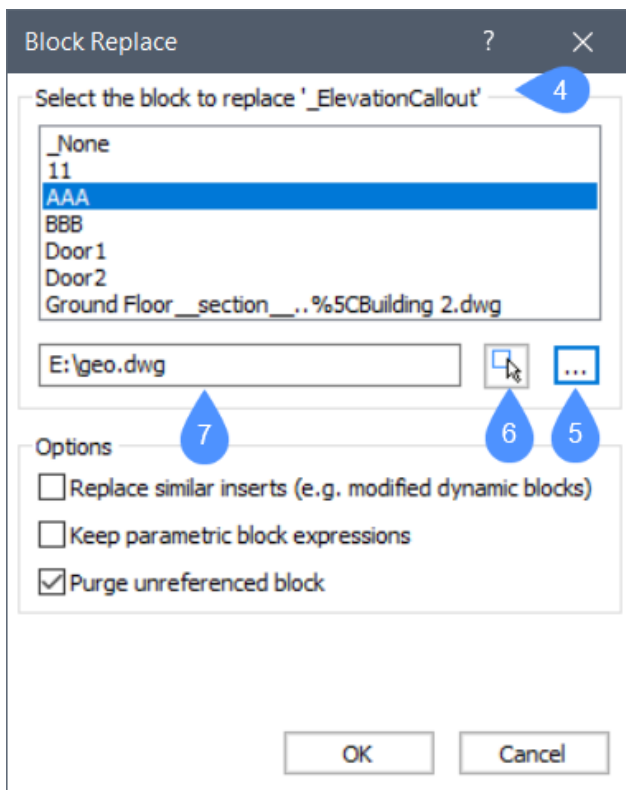 Block Replace ?
Select the block to replace '_ElevationCallout' 4
_None
11
AAA
BBB
Door1
Door2
Ground Floor__section__..%5CBuilding 2.dwg
E:\geo.dwg ...
7 6 5
Options
Replace similar inserts (e.g. modified dynamic blocks)
Keep parametric block expressions
Purge unreferenced block
OK Cancel